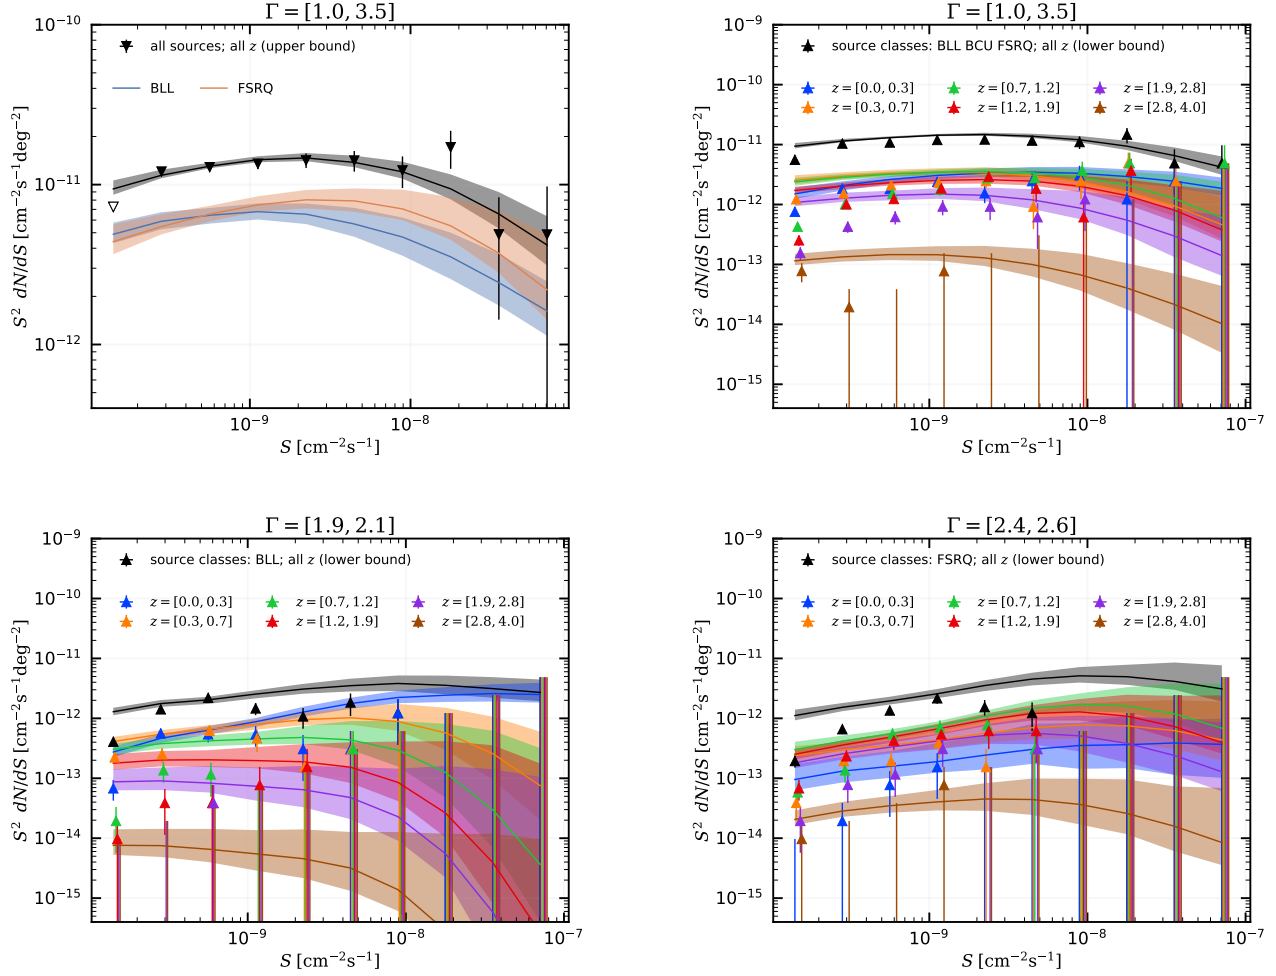 Γ = [1.0, 3.5]
10⁻¹⁰
10⁻¹¹
10⁻¹²
S² dN/dS [cm⁻²s⁻¹deg⁻²]
all sources; all z (upper bound)
BLL
FSRQ
10⁻⁹
10⁻⁸
S [cm⁻²s⁻¹]
Γ = [1.0, 3.5]
10⁻⁹
10⁻¹⁰
10⁻¹¹
10⁻¹²
10⁻¹³
10⁻¹⁴
10⁻¹⁵
S² dN/dS [cm⁻²s⁻¹deg⁻²]
source classes: BLL BCU FSRQ; all z (lower bound)
z = [0.0, 0.3]
z = [0.3, 0.7]
z = [0.7, 1.2]
z = [1.2, 1.9]
z = [1.9, 2.8]
z = [2.8, 4.0]
10⁻⁹
10⁻⁸
10⁻⁷
S [cm⁻²s⁻¹]
Γ = [1.9, 2.1]
10⁻⁹
10⁻¹⁰
10⁻¹¹
10⁻¹²
10⁻¹³
10⁻¹⁴
10⁻¹⁵
S² dN/dS [cm⁻²s⁻¹deg⁻²]
source classes: BLL; all z (lower bound)
z = [0.0, 0.3]
z = [0.3, 0.7]
z = [0.7, 1.2]
z = [1.2, 1.9]
z = [1.9, 2.8]
z = [2.8, 4.0]
10⁻⁹
10⁻⁸
10⁻⁷
S [cm⁻²s⁻¹]
Γ = [2.4, 2.6]
10⁻⁹
10⁻¹⁰
10⁻¹¹
10⁻¹²
10⁻¹³
10⁻¹⁴
10⁻¹⁵
S² dN/dS [cm⁻²s⁻¹deg⁻²]
source classes: FSRQ; all z (lower bound)
z = [0.0, 0.3]
z = [0.3, 0.7]
z = [0.7, 1.2]
z = [1.2, 1.9]
z = [1.9, 2.8]
z = [2.8, 4.0]
10⁻⁹
10⁻⁸
10⁻⁷
S [cm⁻²s⁻¹]